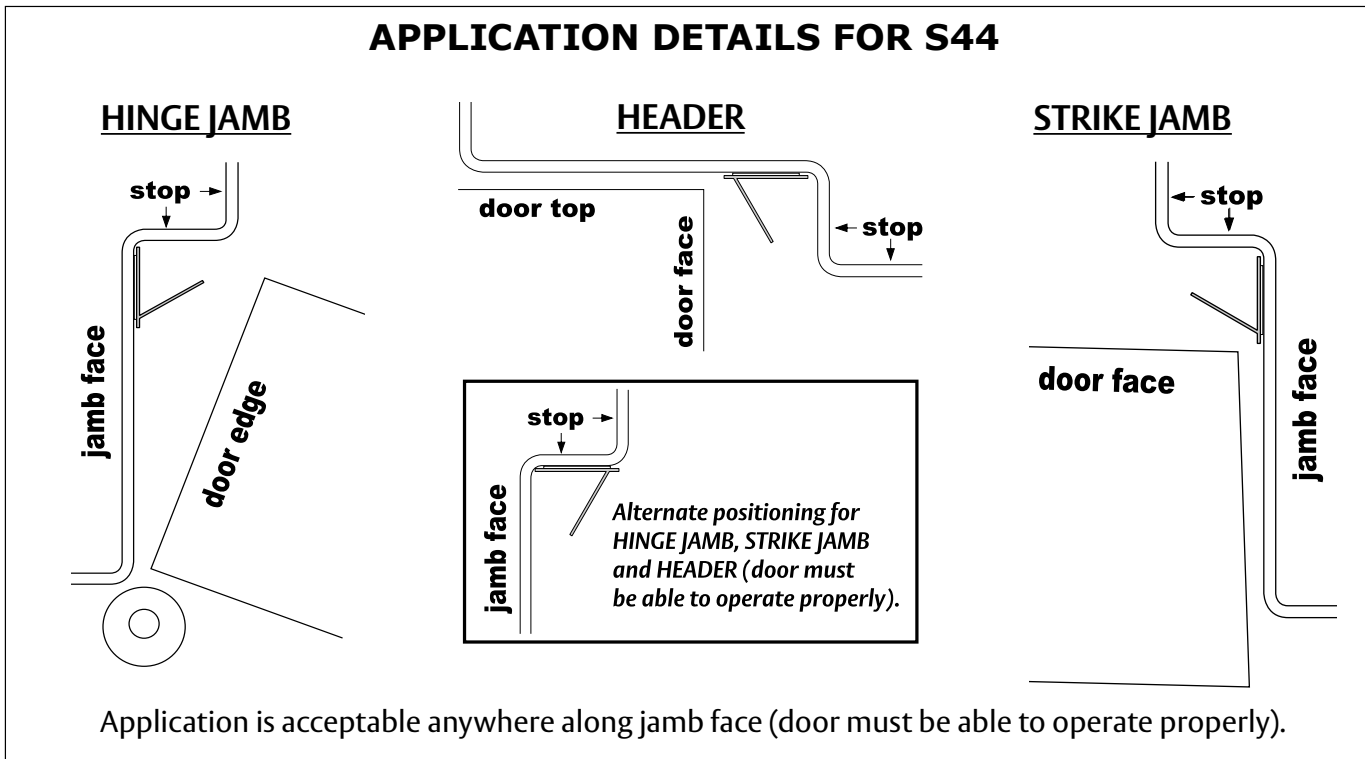 APPLICATION DETAILS FOR S44
HINGE JAMB
stop
jamb face
door edge
HEADER
door top
door face
stop
STRIKE JAMB
stop
door face
jamb face
stop
jamb face
Alternate positioning for
HINGE JAMB, STRIKE JAMB
and HEADER (door must
be able to operate properly).
Application is acceptable anywhere along jamb face (door must be able to operate properly).